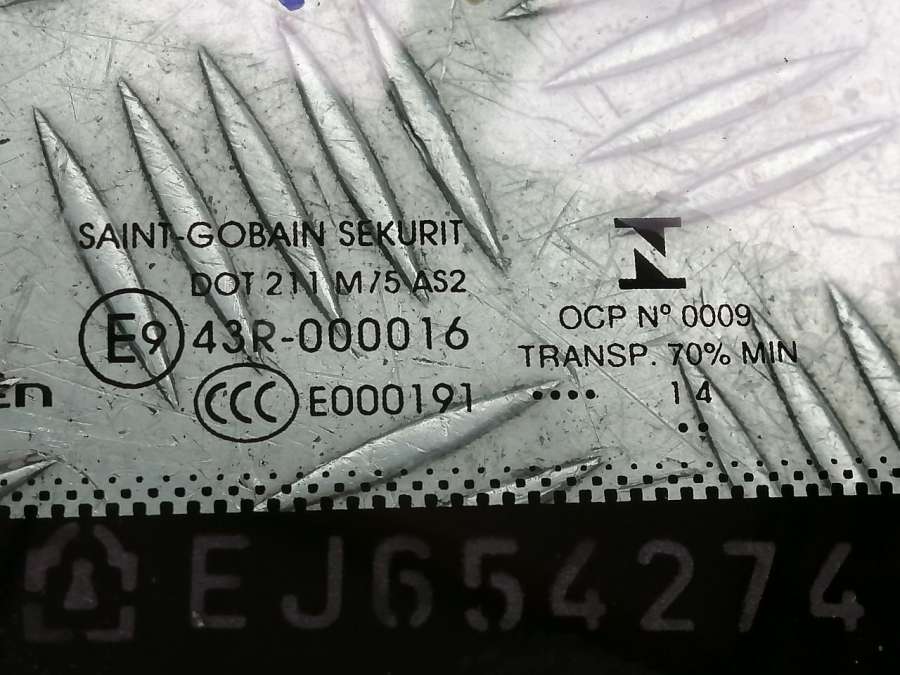 SAINT-GOBAIN SEKURIT
DOT 211 M/5 AS2
E9 43R-000016
CCC E000191
N
OCP Nº 0009
TRANSP. 70% MIN
.... 14
..
EJ654274